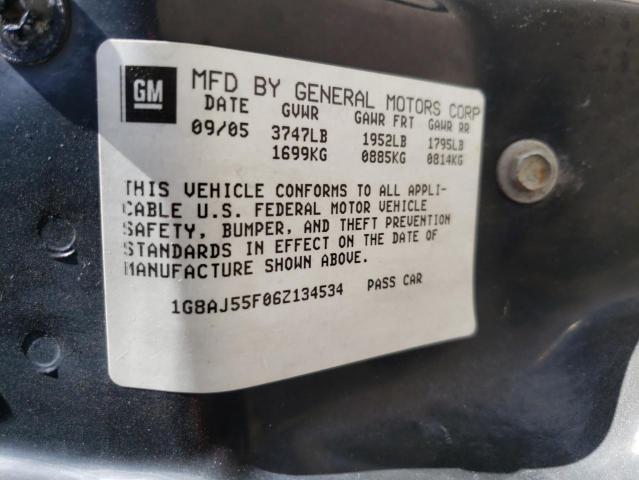 GM MFD BY GENERAL MOTORS CORP
DATE GVWR GAWR FRT GAWR RR
09/05 3747LB 1952LB 1795LB
1699KG 0885KG 0814KG
THIS VEHICLE CONFORMS TO ALL APPLI-
CABLE U.S. FEDERAL MOTOR VEHICLE
SAFETY, BUMPER, AND THEFT PREVENTION
STANDARDS IN EFFECT ON THE DATE OF
MANUFACTURE SHOWN ABOVE.
1G8AJ55F06Z134534 PASS CAR